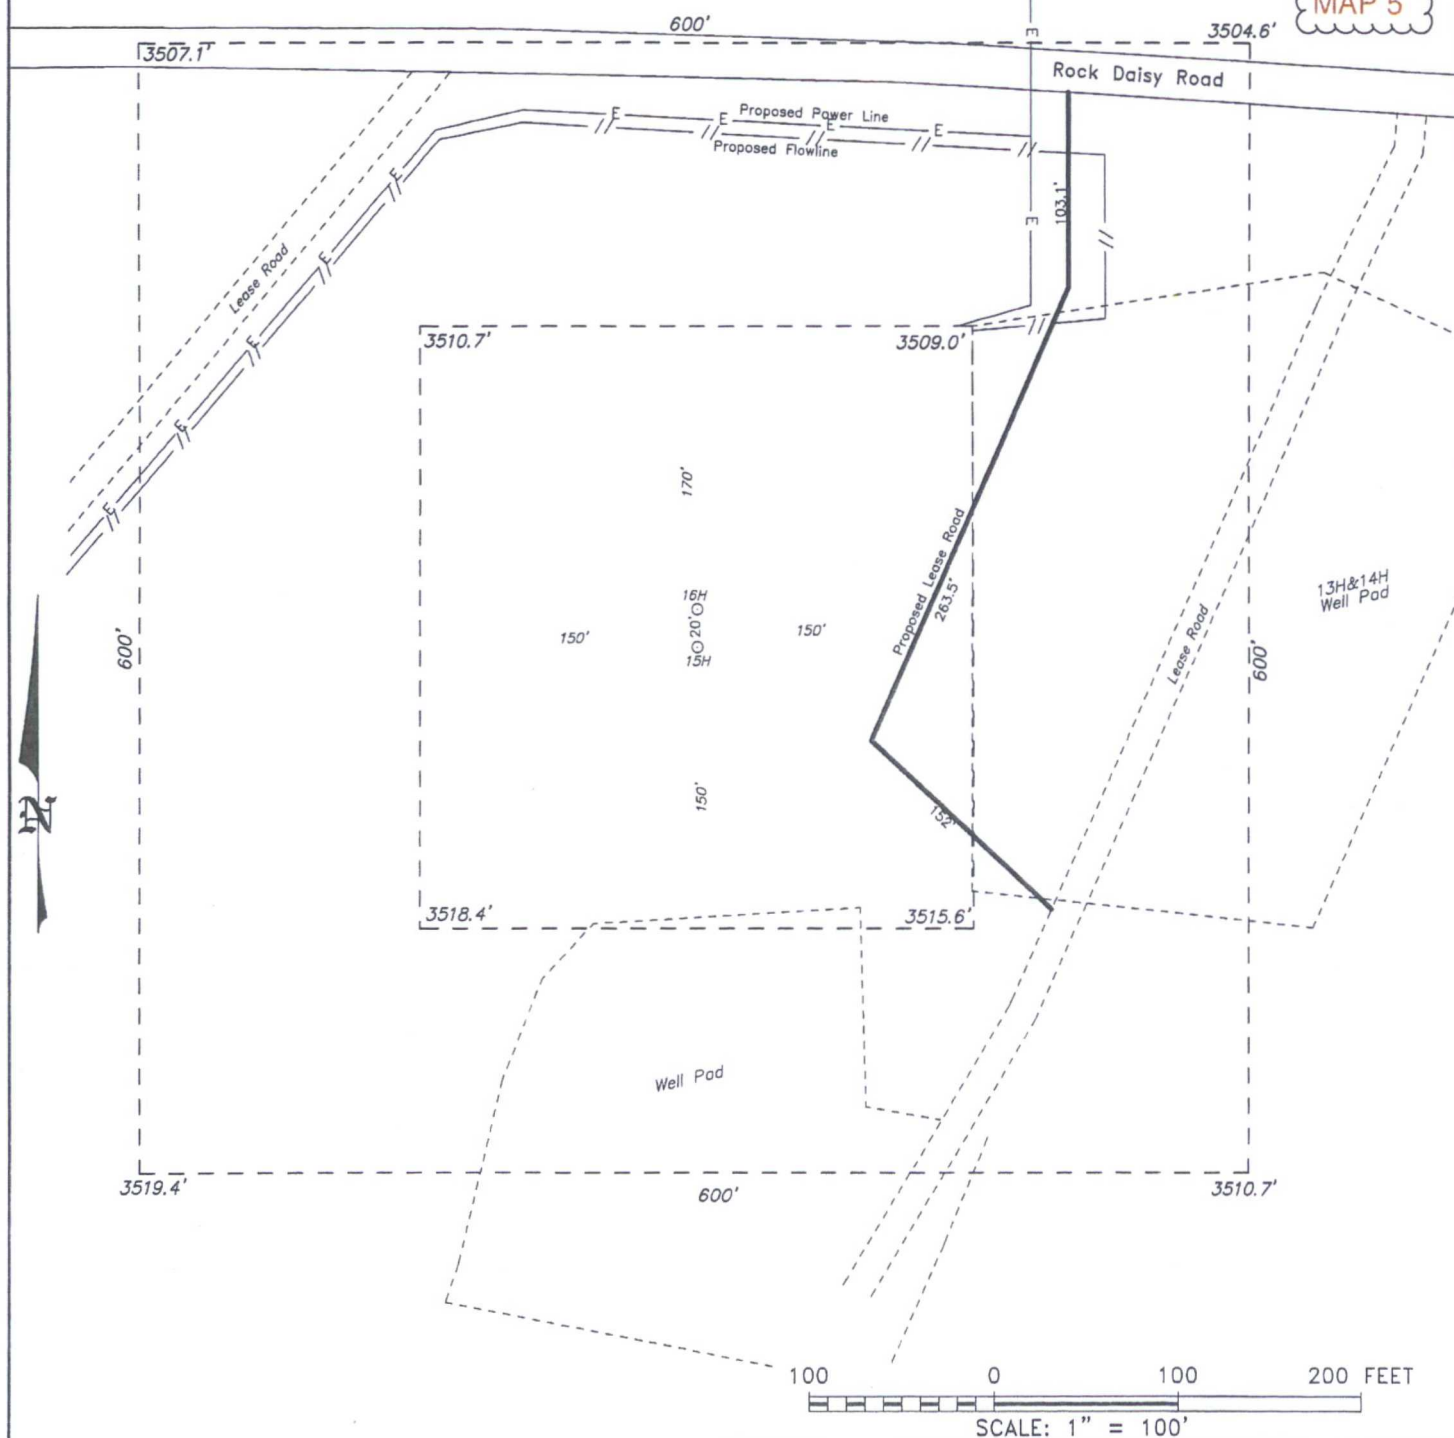 MAP 5
600'
3507.1'
3504.6'
Rock Daisy Road
E
Proposed Power Line
E E E E
// // // // //
Proposed Flowline
E
103.1'
//
E
//
E
//
Lease Road
E
//
//
3510.7'
3509.0'
E
//
E
//
170'
Proposed Lease Road
263.5'
16H
20'
15H
150'
150'
13H&14H
Well Pad
600'
Lease Road
600'
150'
152'
N
3518.4'
3515.6'
Well Pad
3519.4'
600'
3510.7'
100 0 100 200 FEET
SCALE: 1" = 100'